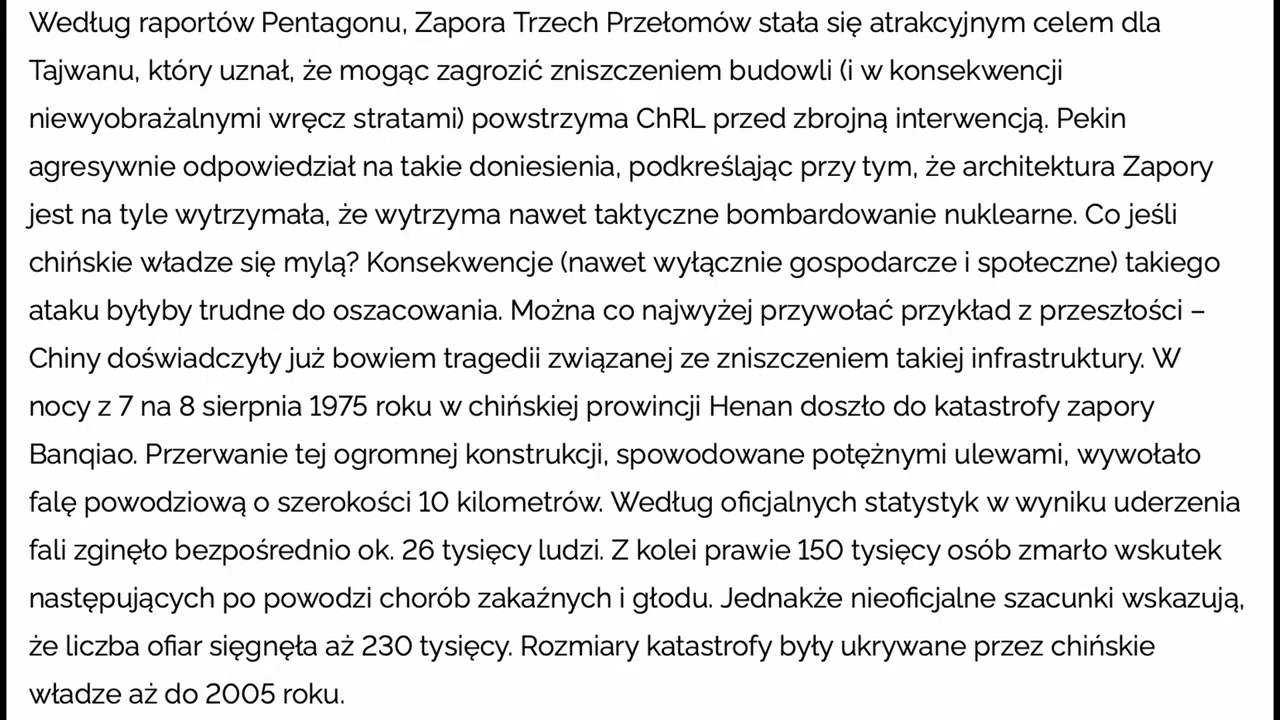 Według raportów Pentagonu, Zapora Trzech Przełomów stała się atrakcyjnym celem dla
Tajwanu, który uznał, że mogąc zagrozić zniszczeniem budowli (i w konsekwencji
niewyobrażalnymi wręcz stratami) powstrzyma ChRL przed zbrojną interwencją. Pekin
agresywnie odpowiedział na takie doniesienia, podkreślając przy tym, że architektura Zapory
jest na tyle wytrzymała, że wytrzyma nawet taktyczne bombardowanie nuklearne. Co jeśli
chińskie władze się mylą? Konsekwencje (nawet wyłącznie gospodarcze i społeczne) takiego
ataku byłyby trudne do oszacowania. Można co najwyżej przywołać przykład z przeszłości –
Chiny doświadczyły już bowiem tragedii związanej ze zniszczeniem takiej infrastruktury. W
nocy z 7 na 8 sierpnia 1975 roku w chińskiej prowincji Henan doszło do katastrofy zapory
Banqiao. Przerwanie tej ogromnej konstrukcji, spowodowane potężnymi ulewami, wywołało
falę powodziową o szerokości 10 kilometrów. Według oficjalnych statystyk w wyniku uderzenia
fali zginęło bezpośrednio ok. 26 tysięcy ludzi. Z kolei prawie 150 tysięcy osób zmarło wskutek
następujących po powodzi chorób zakaźnych i głodu. Jednakże nieoficjalne szacunki wskazują,
że liczba ofiar sięgnęła aż 230 tysięcy. Rozmiary katastrofy były ukrywane przez chińskie
władze aż do 2005 roku.